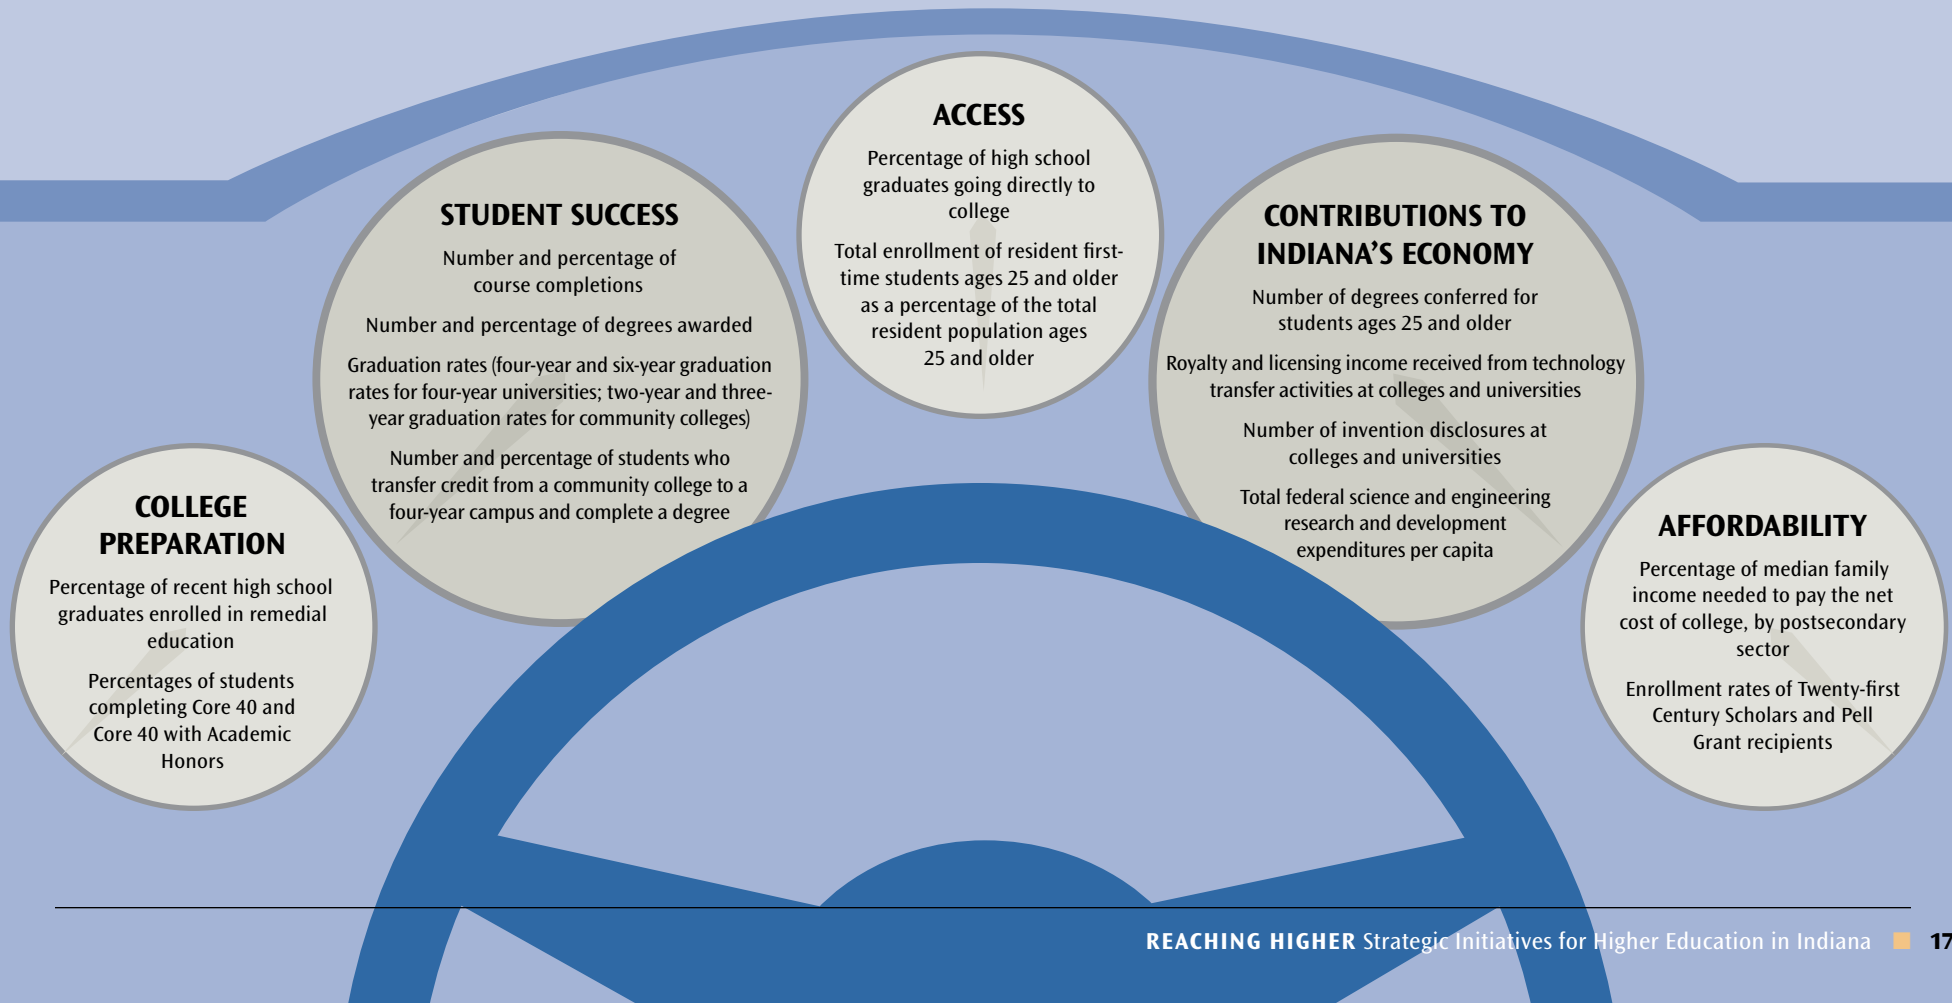 COLLEGE
PREPARATION
Percentage of recent high school
graduates enrolled in remedial
education
Percentages of students
completing Core 40 and
Core 40 with Academic
Honors
STUDENT SUCCESS
Number and percentage of
course completions
Number and percentage of degrees awarded
Graduation rates (four-year and six-year graduation
rates for four-year universities; two-year and three-
year graduation rates for community colleges)
Number and percentage of students who
transfer credit from a community college to a
four-year campus and complete a degree
ACCESS
Percentage of high school
graduates going directly to
college
Total enrollment of resident first-
time students ages 25 and older
as a percentage of the total
resident population ages
25 and older
CONTRIBUTIONS TO
INDIANA’S ECONOMY
Number of degrees conferred for
students ages 25 and older
Royalty and licensing income received from technology
transfer activities at colleges and universities
Number of invention disclosures at
colleges and universities
Total federal science and engineering
research and development
expenditures per capita
AFFORDABILITY
Percentage of median family
income needed to pay the net
cost of college, by postsecondary
sector
Enrollment rates of Twenty-first
Century Scholars and Pell
Grant recipients
REACHING HIGHER Strategic Initiatives for Higher Education in Indiana 17